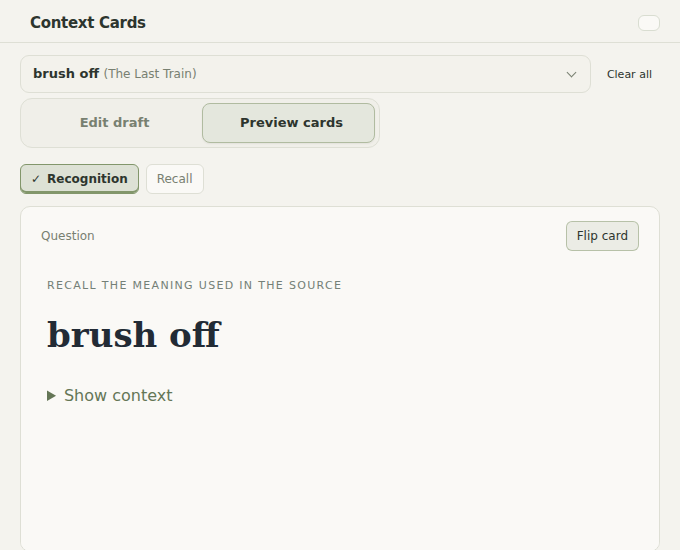 Context Cards
brush off (The Last Train)
Clear all
Edit draft
Preview cards
✓ Recognition
Recall
Question
Flip card
RECALL THE MEANING USED IN THE SOURCE
brush off
Show context